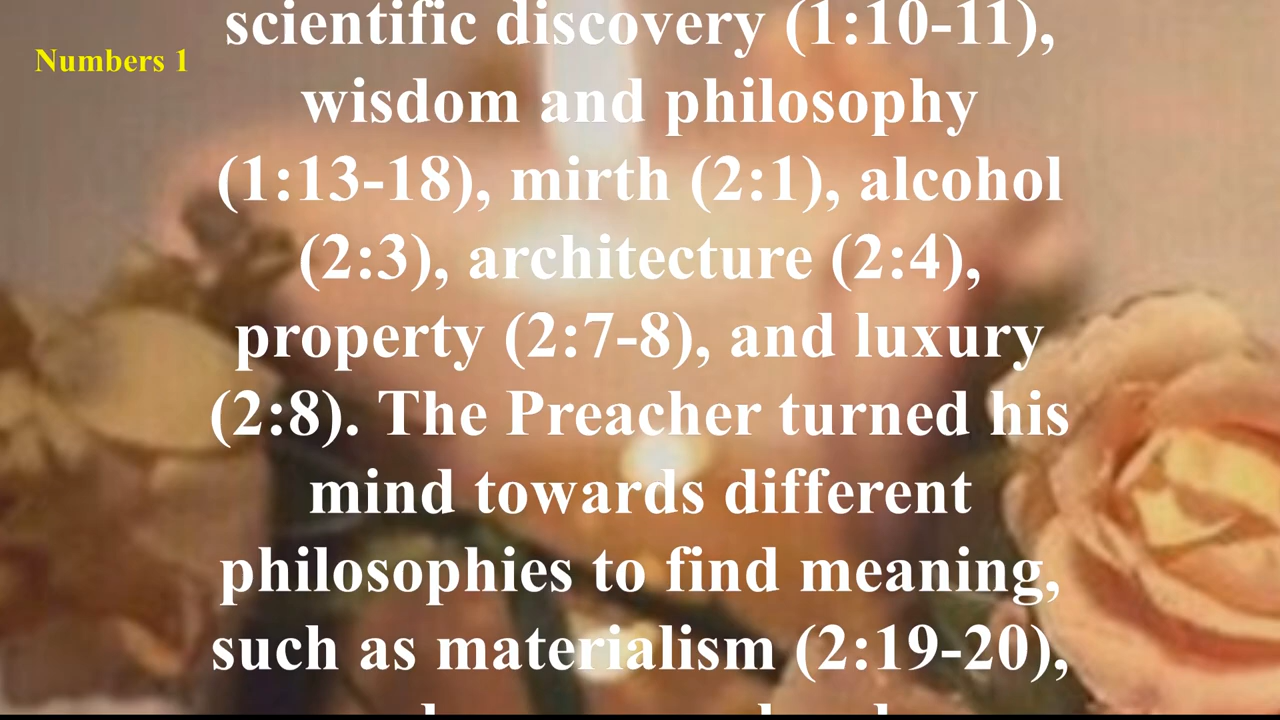 scientific discovery (1:10-11),
Numbers 1
wisdom and philosophy
(1:13-18), mirth (2:1), alcohol
(2:3), architecture (2:4),
property (2:7-8), and luxury
(2:8). The Preacher turned his
mind towards different
philosophies to find meaning,
such as materialism (2:19-20),